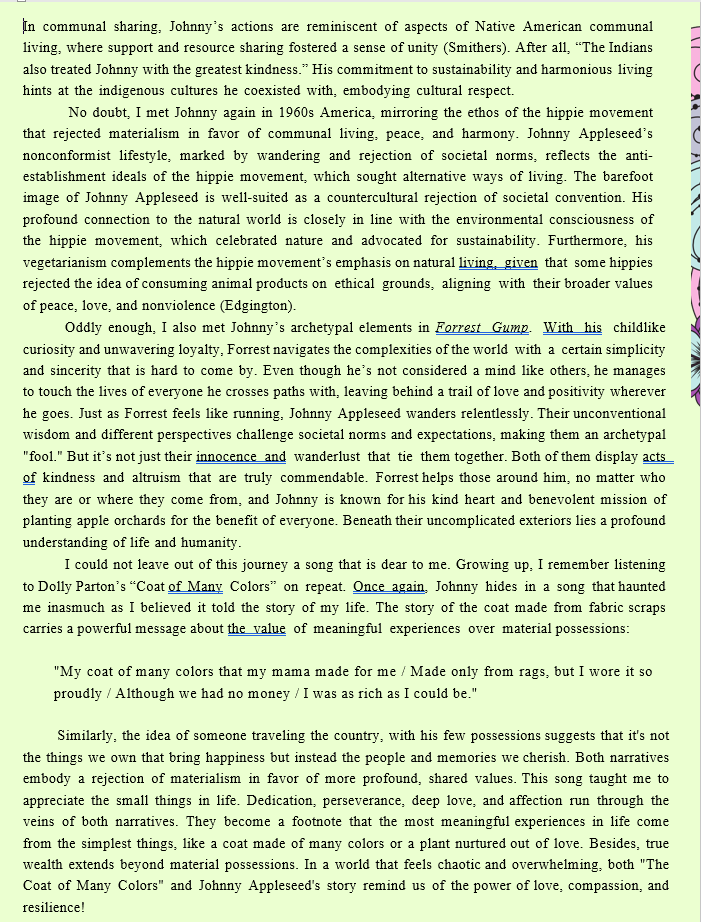 In communal sharing, Johnny’s actions are reminiscent of aspects of Native American communal
living, where support and resource sharing fostered a sense of unity (Smithers). After all, “The Indians
also treated Johnny with the greatest kindness.” His commitment to sustainability and harmonious living
hints at the indigenous cultures he coexisted with, embodying cultural respect.
No doubt, I met Johnny again in 1960s America, mirroring the ethos of the hippie movement
that rejected materialism in favor of communal living, peace, and harmony. Johnny Appleseed’s
nonconformist lifestyle, marked by wandering and rejection of societal norms, reflects the anti-
establishment ideals of the hippie movement, which sought alternative ways of living. The barefoot
image of Johnny Appleseed is well-suited as a countercultural rejection of societal convention. His
profound connection to the natural world is closely in line with the environmental consciousness of
the hippie movement, which celebrated nature and advocated for sustainability. Furthermore, his
vegetarianism complements the hippie movement’s emphasis on natural living, given that some hippies
rejected the idea of consuming animal products on ethical grounds, aligning with their broader values
of peace, love, and nonviolence (Edgington).
Oddly enough, I also met Johnny’s archetypal elements in Forrest Gump. With his childlike
curiosity and unwavering loyalty, Forrest navigates the complexities of the world with a certain simplicity
and sincerity that is hard to come by. Even though he’s not considered a mind like others, he manages
to touch the lives of everyone he crosses paths with, leaving behind a trail of love and positivity wherever
he goes. Just as Forrest feels like running, Johnny Appleseed wanders relentlessly. Their unconventional
wisdom and different perspectives challenge societal norms and expectations, making them an archetypal
"fool." But it’s not just their innocence and wanderlust that tie them together. Both of them display acts
of kindness and altruism that are truly commendable. Forrest helps those around him, no matter who
they are or where they come from, and Johnny is known for his kind heart and benevolent mission of
planting apple orchards for the benefit of everyone. Beneath their uncomplicated exteriors lies a profound
understanding of life and humanity.
I could not leave out of this journey a song that is dear to me. Growing up, I remember listening
to Dolly Parton’s “Coat of Many Colors” on repeat. Once again, Johnny hides in a song that haunted
me inasmuch as I believed it told the story of my life. The story of the coat made from fabric scraps
carries a powerful message about the value of meaningful experiences over material possessions:
"My coat of many colors that my mama made for me / Made only from rags, but I wore it so
proudly / Although we had no money / I was as rich as I could be."
Similarly, the idea of someone traveling the country, with his few possessions suggests that it's not
the things we own that bring happiness but instead the people and memories we cherish. Both narratives
embody a rejection of materialism in favor of more profound, shared values. This song taught me to
appreciate the small things in life. Dedication, perseverance, deep love, and affection run through the
veins of both narratives. They become a footnote that the most meaningful experiences in life come
from the simplest things, like a coat made of many colors or a plant nurtured out of love. Besides, true
wealth extends beyond material possessions. In a world that feels chaotic and overwhelming, both "The
Coat of Many Colors" and Johnny Appleseed's story remind us of the power of love, compassion, and
resilience!